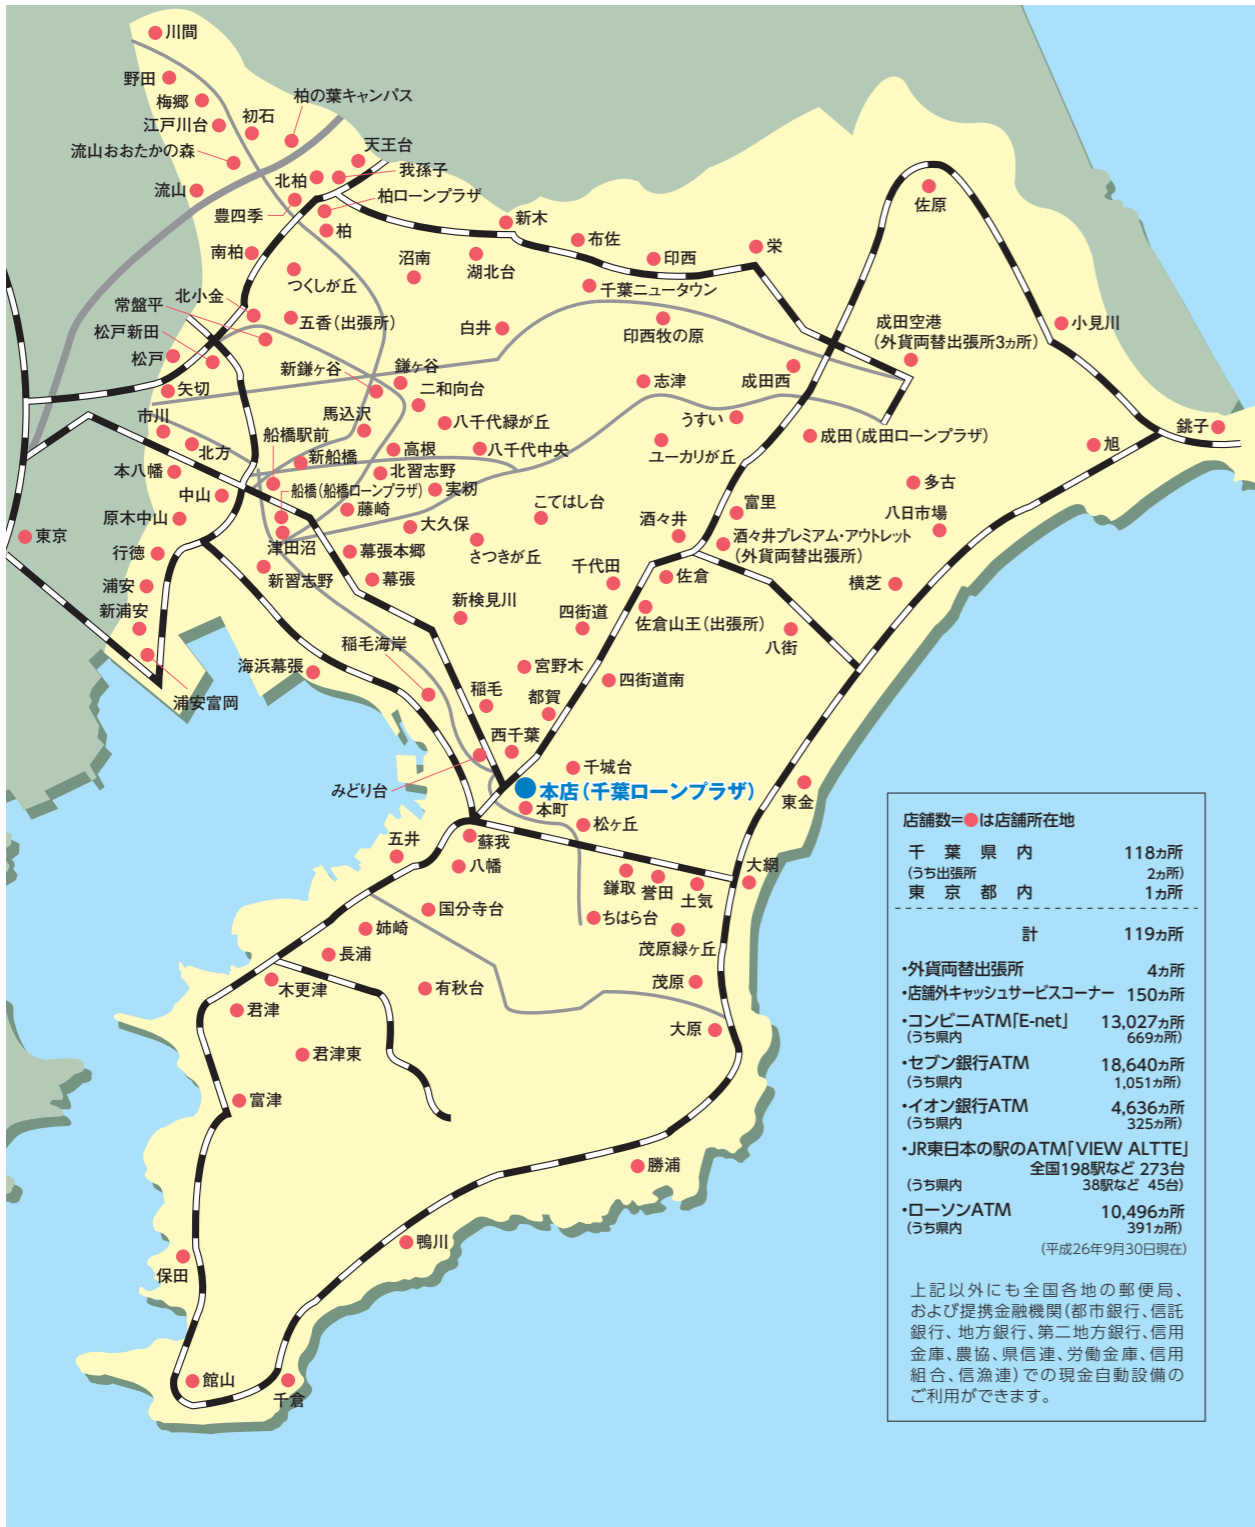 川間
野田
梅郷
柏の葉キャンパス
初石
江戸川台
天王台
流山おおたかの森
我孫子
北柏
流山
柏ローンプラザ
豊四季
佐原
新木
柏
布佐
栄
南柏
沼南
印西
湖北台
つくしが丘
千葉ニュータウン
北小金
常盤平
五香(出張所)
成田空港
(外貨両替出張所3ヵ所)
小見川
松戸新田
白井
印西牧の原
松戸
新鎌ヶ谷
鎌ヶ谷
志津
成田西
矢切
二和向台
市川
馬込沢
八千代緑が丘
うすい
銚子
船橋駅前
北方
高根
八千代中央
ユーカリが丘
成田(成田ローンプラザ)
旭
新船橋
本八幡
北習志野
多古
中山
船橋(船橋ローンプラザ)
実籾
こてはし台
富里
藤崎
八日市場
原木中山
大久保
酒々井
東京
酒々井プレミアム・アウトレット
(外貨両替出張所)
津田沼
幕張本郷
さつきが丘
行徳
千代田
新習志野
幕張
佐倉
横芝
浦安
新検見川
四街道
新浦安
佐倉山王(出張所)
稲毛海岸
八街
海浜幕張
宮野木
四街道南
稲毛
都賀
浦安富岡
西千葉
千城台
みどり台
本店(千葉ローンプラザ)
東金
本町
松ヶ丘
五井
蘇我
八幡
大網
鎌取
誉田
土気
国分寺台
ちはら台
姉崎
茂原緑ヶ丘
長浦
茂原
木更津
有秋台
君津
大原
君津東
富津
勝浦
鴨川
保田
館山
千倉
店舗数=●は店舗所在地
千葉県内 118ヵ所
(うち出張所 2ヵ所)
東京都内 1ヵ所
計 119ヵ所
・外貨両替出張所 4ヵ所
・店舗外キャッシュサービスコーナー 150ヵ所
・コンビニATM「E-net」 13,027ヵ所
(うち県内 669ヵ所)
・セブン銀行ATM 18,640ヵ所
(うち県内 1,051ヵ所)
・イオン銀行ATM 4,636ヵ所
(うち県内 325ヵ所)
・JR東日本の駅のATM「VIEW ALTTE」
全国198駅など 273台
(うち県内 38駅など 45台)
・ローソンATM 10,496ヵ所
(うち県内 391ヵ所)
(平成26年9月30日現在)
上記以外にも全国各地の郵便局、
および提携金融機関(都市銀行、信託
銀行、地方銀行、第二地方銀行、信用
金庫、農協、県信連、労働金庫、信用
組合、信漁連)での現金自動設備の
ご利用ができます。